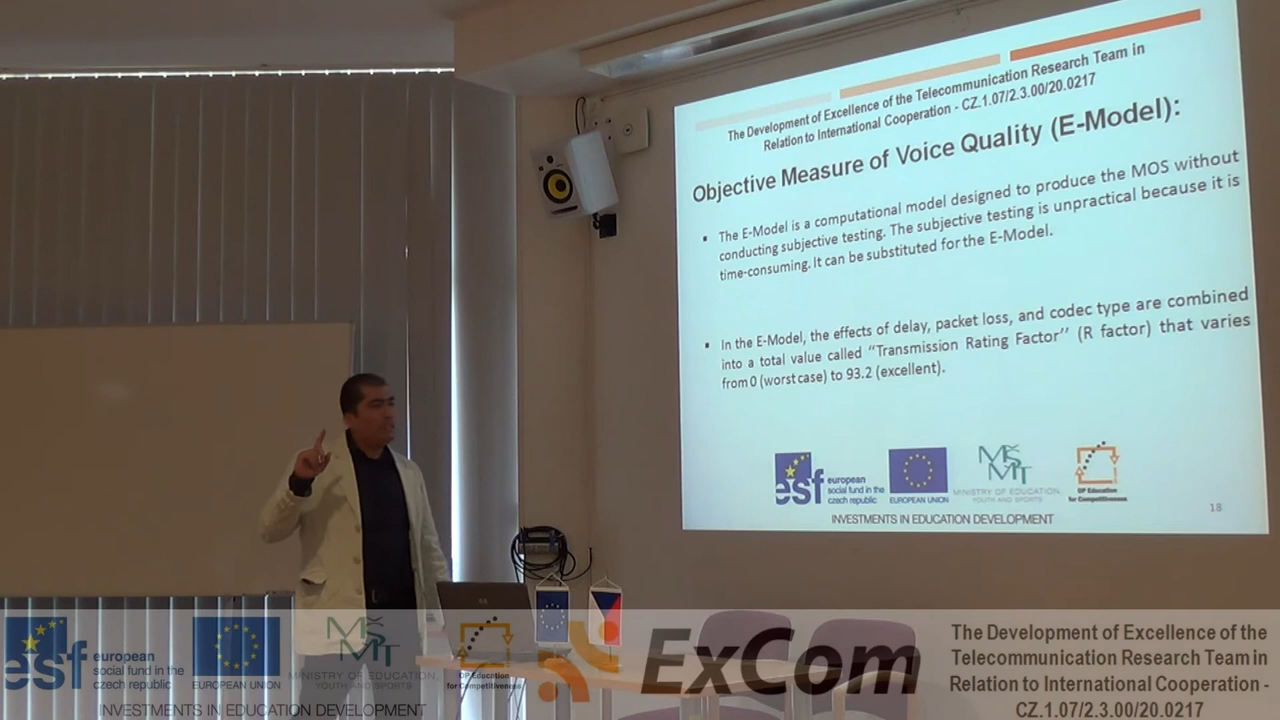 The Development of Excellence of the Telecommunication Research Team in
Relation to International Cooperation - CZ.1.07/2.3.00/20.0217
Objective Measure of Voice Quality (E-Model):
▪ The E-Model is a computational model designed to produce the MOS without
conducting subjective testing. The subjective testing is unpractical because it is
time-consuming. It can be substituted for the E-Model.
▪ In the E-Model, the effects of delay, packet loss, and codec type are combined
into a total value called “Transmission Rating Factor’’ (R factor) that varies
from 0 (worst case) to 93.2 (excellent).
esf
european
social fund in the
czech republic
EUROPEAN UNION
MŠMT
MINISTRY OF EDUCATION,
YOUTH AND SPORTS
OP Education
for Competitiveness
INVESTMENTS IN EDUCATION DEVELOPMENT
18
esf
european
social fund in the
czech republic
EUROPEAN UNION
MŠMT
MINISTRY OF EDUCATION,
YOUTH AND SPORTS
OP Education
for Competitiveness
INVESTMENTS IN EDUCATION DEVELOPMENT
ExCom
The Development of Excellence of the
Telecommunication Research Team in
Relation to International Cooperation -
CZ.1.07/2.3.00/20.0217